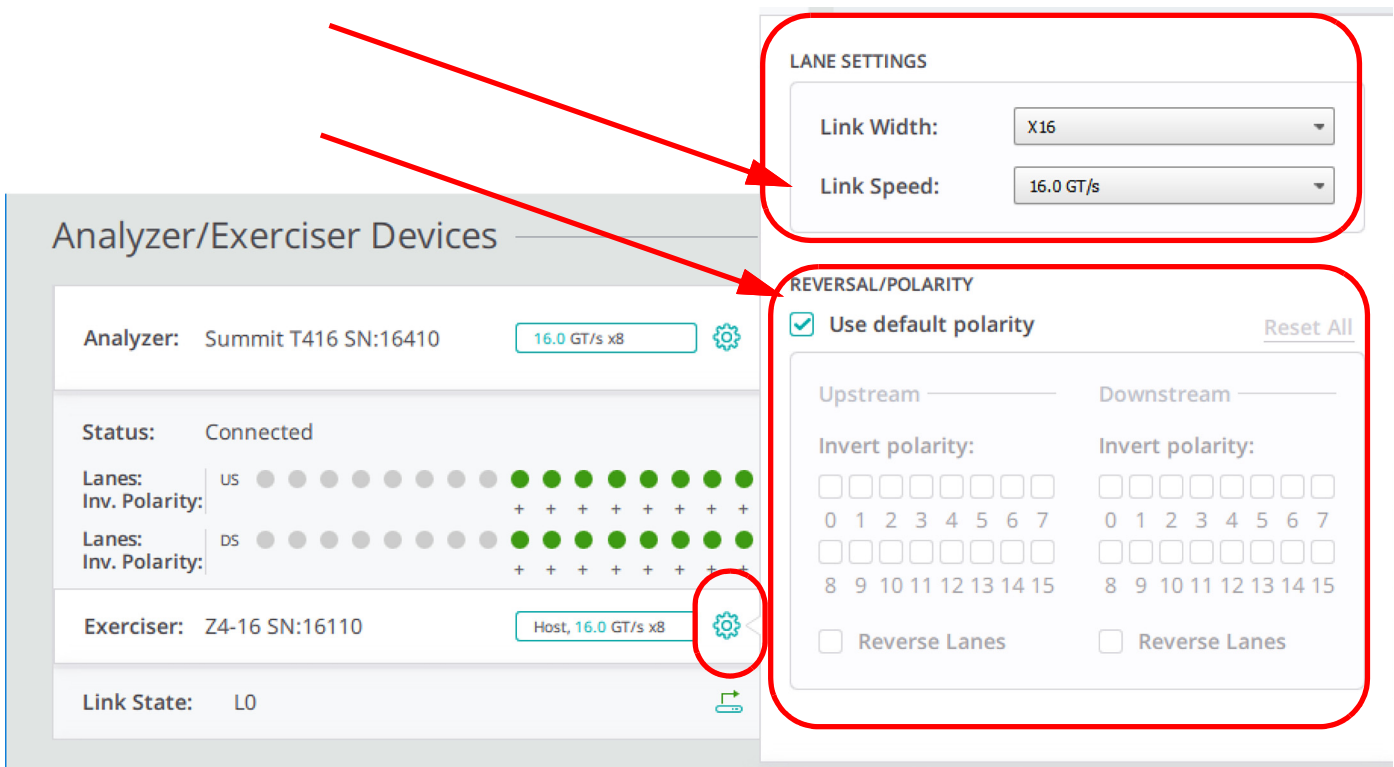 Analyzer/Exerciser Devices
Analyzer: Summit T416 SN:16410 16.0 GT/s x8
Status: Connected
Lanes: US
Inv. Polarity: + + + + + + + +
Lanes: DS
Inv. Polarity: + + + + + + + +
Exerciser: Z4-16 SN:16110 Host, 16.0 GT/s x8
Link State: L0
LANE SETTINGS
Link Width: X16
Link Speed: 16.0 GT/s
REVERSAL/POLARITY
Use default polarity Reset All
Upstream Downstream
Invert polarity: Invert polarity:
0 1 2 3 4 5 6 7 0 1 2 3 4 5 6 7
8 9 10 11 12 13 14 15 8 9 10 11 12 13 14 15
Reverse Lanes Reverse Lanes